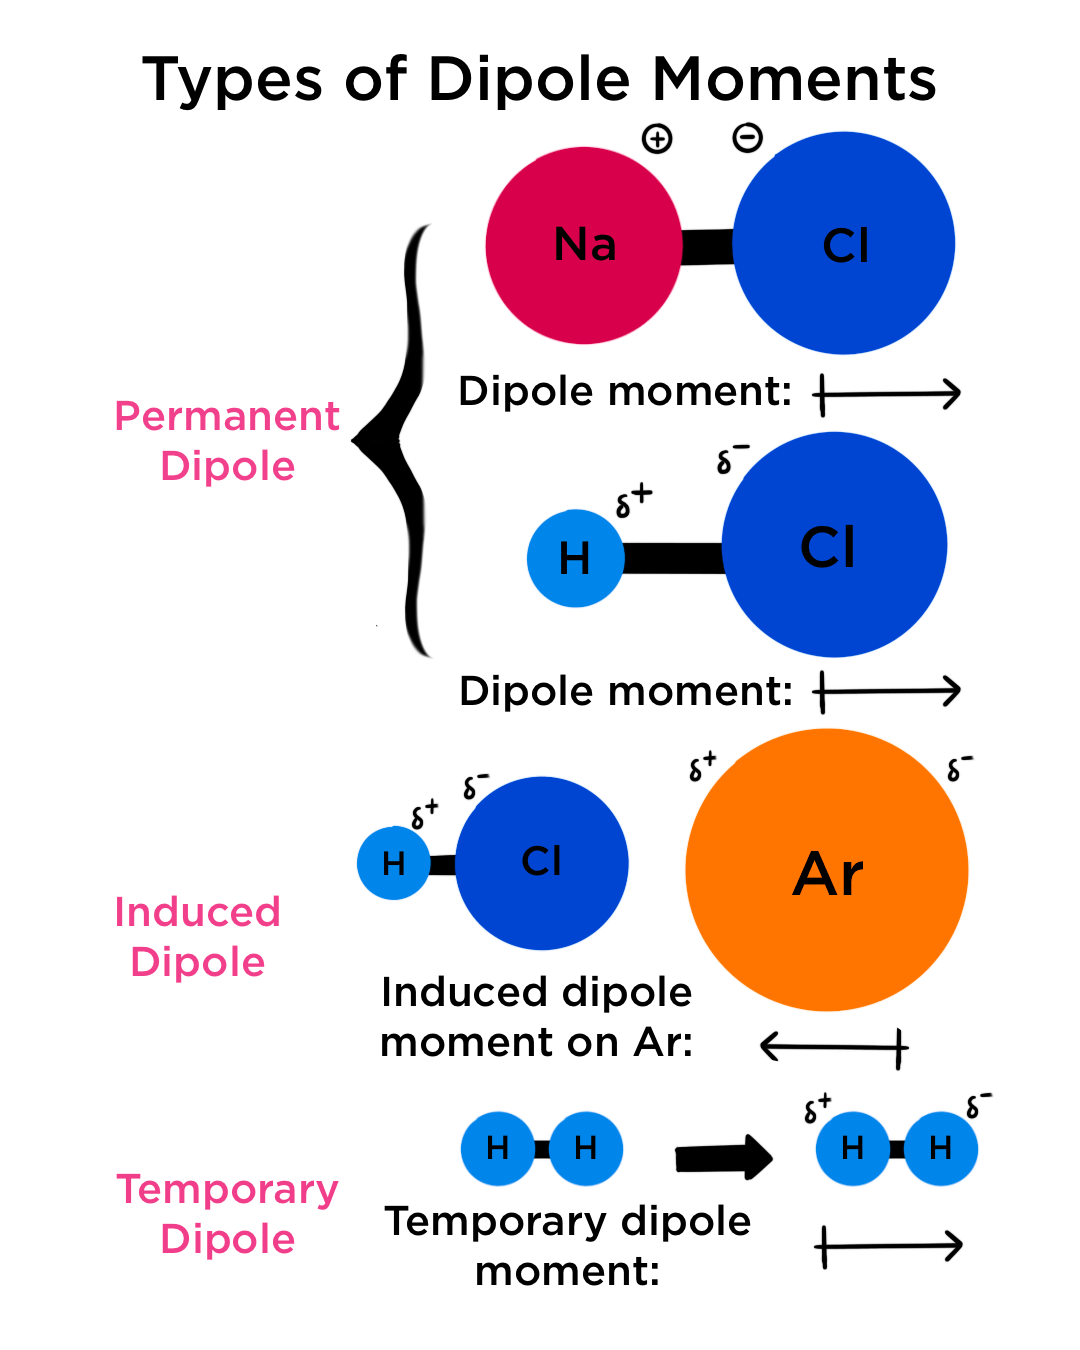 Types of Dipole Moments
⊕ ⊖
Na Cl
Permanent
Dipole
Dipole moment:
δ⁺ δ⁻
H Cl
Dipole moment:
δ⁺ δ⁻ δ⁺ δ⁻
H Cl Ar
Induced
Dipole
Induced dipole
moment on Ar:
δ⁺ δ⁻
H H H H
Temporary
Dipole
Temporary dipole
moment: